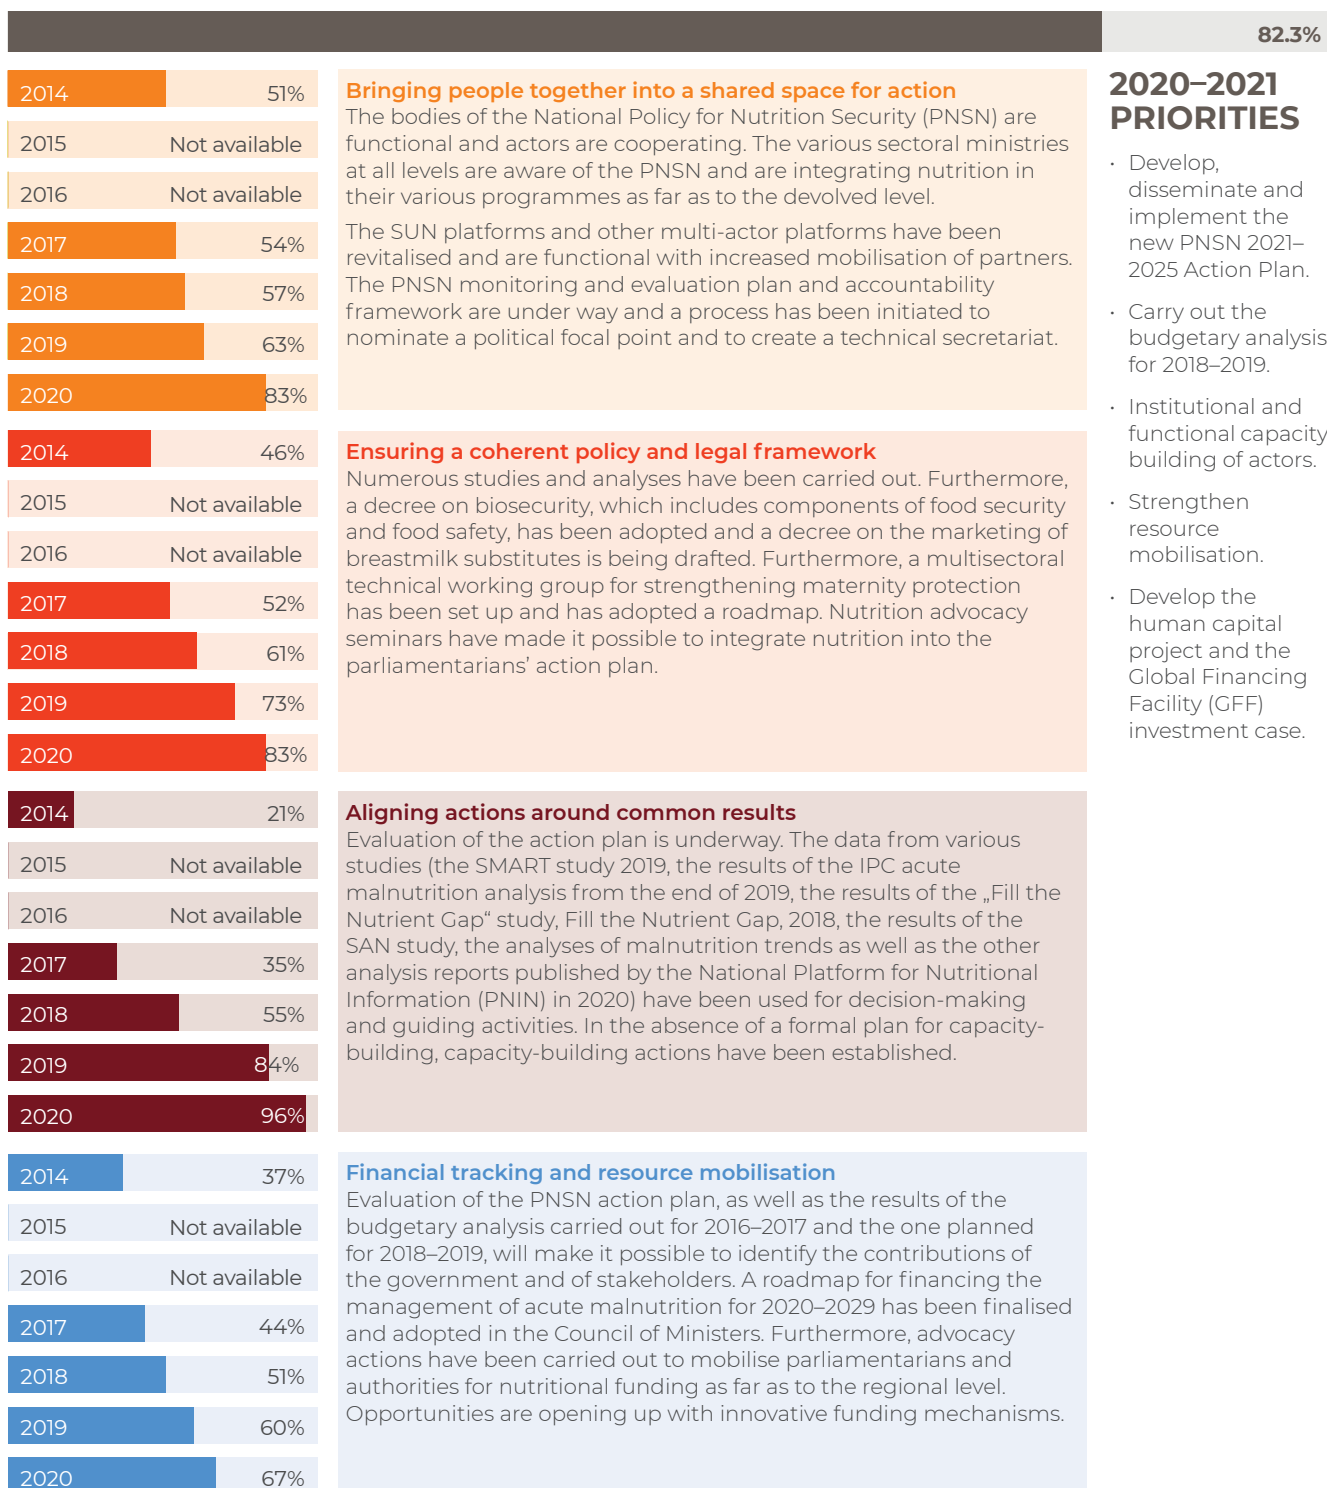 82.3%
2014 51%
2015 Not available
2016 Not available
2017 54%
2018 57%
2019 63%
2020 83%
Bringing people together into a shared space for action
The bodies of the National Policy for Nutrition Security (PNSN) are
functional and actors are cooperating. The various sectoral ministries
at all levels are aware of the PNSN and are integrating nutrition in
their various programmes as far as to the devolved level.
The SUN platforms and other multi-actor platforms have been
revitalised and are functional with increased mobilisation of partners.
The PNSN monitoring and evaluation plan and accountability
framework are under way and a process has been initiated to
nominate a political focal point and to create a technical secretariat.
2014 46%
2015 Not available
2016 Not available
2017 52%
2018 61%
2019 73%
2020 83%
Ensuring a coherent policy and legal framework
Numerous studies and analyses have been carried out. Furthermore,
a decree on biosecurity, which includes components of food security
and food safety, has been adopted and a decree on the marketing of
breastmilk substitutes is being drafted. Furthermore, a multisectoral
technical working group for strengthening maternity protection
has been set up and has adopted a roadmap. Nutrition advocacy
seminars have made it possible to integrate nutrition into the
parliamentarians’ action plan.
2014 21%
2015 Not available
2016 Not available
2017 35%
2018 55%
2019 84%
2020 96%
Aligning actions around common results
Evaluation of the action plan is underway. The data from various
studies (the SMART study 2019, the results of the IPC acute
malnutrition analysis from the end of 2019, the results of the „Fill the
Nutrient Gap“ study, Fill the Nutrient Gap, 2018, the results of the
SAN study, the analyses of malnutrition trends as well as the other
analysis reports published by the National Platform for Nutritional
Information (PNIN) in 2020) have been used for decision-making
and guiding activities. In the absence of a formal plan for capacity-
building, capacity-building actions have been established.
2014 37%
2015 Not available
2016 Not available
2017 44%
2018 51%
2019 60%
2020 67%
Financial tracking and resource mobilisation
Evaluation of the PNSN action plan, as well as the results of the
budgetary analysis carried out for 2016–2017 and the one planned
for 2018–2019, will make it possible to identify the contributions of
the government and of stakeholders. A roadmap for financing the
management of acute malnutrition for 2020–2029 has been finalised
and adopted in the Council of Ministers. Furthermore, advocacy
actions have been carried out to mobilise parliamentarians and
authorities for nutritional funding as far as to the regional level.
Opportunities are opening up with innovative funding mechanisms.
2020–2021
PRIORITIES
• Develop,
disseminate and
implement the
new PNSN 2021–
2025 Action Plan.
• Carry out the
budgetary analysis
for 2018–2019.
• Institutional and
functional capacity
building of actors.
• Strengthen
resource
mobilisation.
• Develop the
human capital
project and the
Global Financing
Facility (GFF)
investment case.